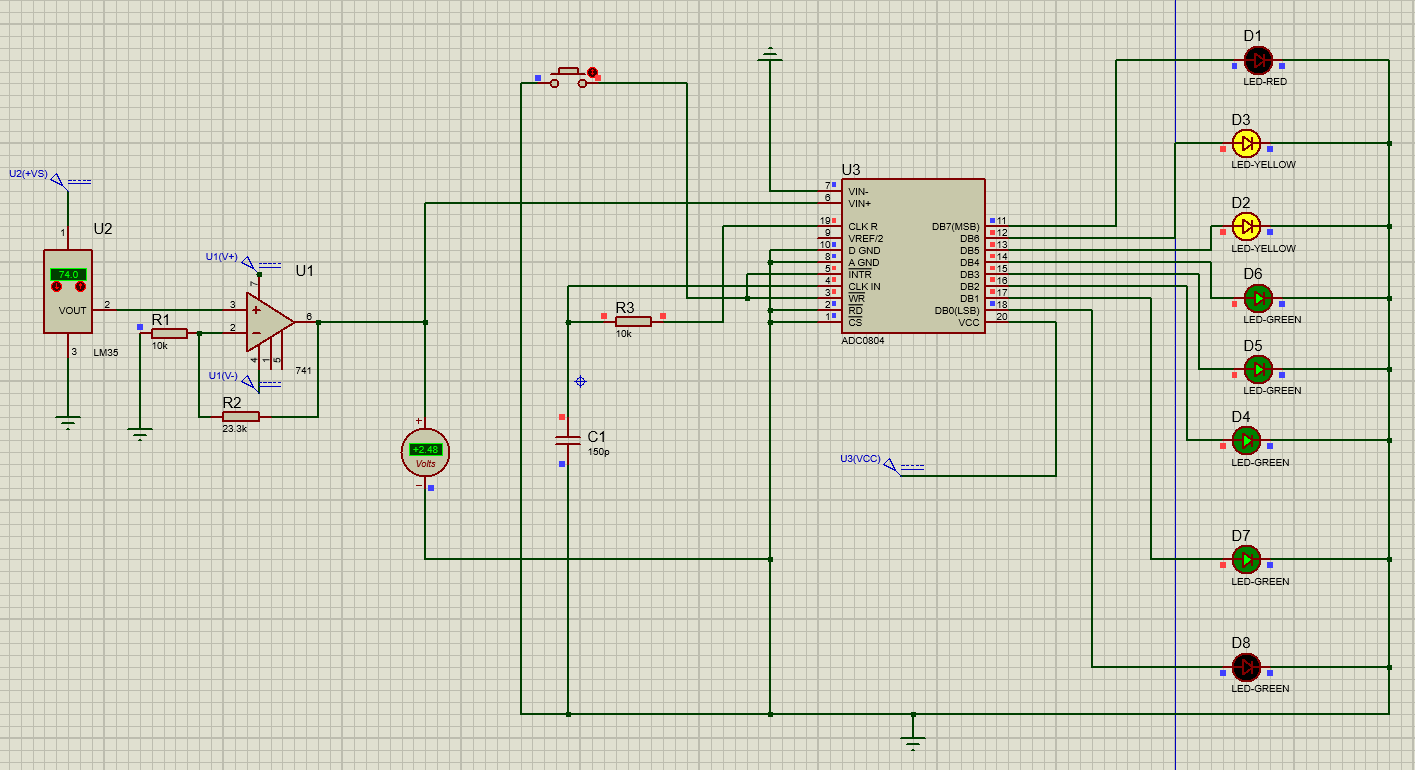 U2(+VS)
U2
1
74.0
VOUT
2
3
LM35
R1
10k
U1(V+)
U1
7
3
2
6
4
1
5
741
U1(V-)
R2
23.3k
+
+2.48
Volts
−
R3
10k
C1
150p
U3
7
VIN-
6
VIN+
19
CLK R
9
VREF/2
10
D GND
8
A GND
5
INTR
4
CLK IN
3
WR
2
RD
1
CS
DB7(MSB)
11
DB6
12
DB5
13
DB4
14
DB3
15
DB2
16
DB1
17
DB0(LSB)
18
VCC
20
ADC0804
U3(VCC)
D1
LED-RED
D3
LED-YELLOW
D2
LED-YELLOW
D6
LED-GREEN
D5
LED-GREEN
D4
LED-GREEN
D7
LED-GREEN
D8
LED-GREEN